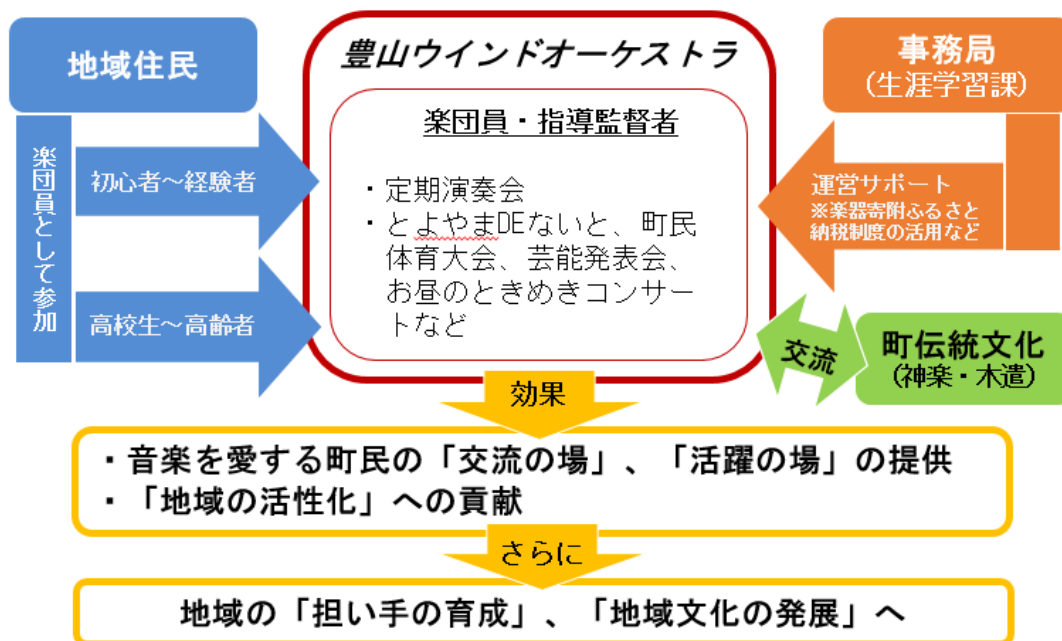 地域住民
楽団員として参加
初心者~経験者
高校生~高齢者
豊山ウインドオーケストラ
楽団員・指導監督者
・定期演奏会
・とよやまDEないと、町民
体育大会、芸能発表会、
お昼のときめきコンサー
トなど
事務局
(生涯学習課)
運営サポート
※楽器寄附ふるさと
納税制度の活用など
交流
町伝統文化
(神楽・木遣)
効果
・音楽を愛する町民の「交流の場」、「活躍の場」の提供
・「地域の活性化」への貢献
さらに
地域の「担い手の育成」、「地域文化の発展」へ